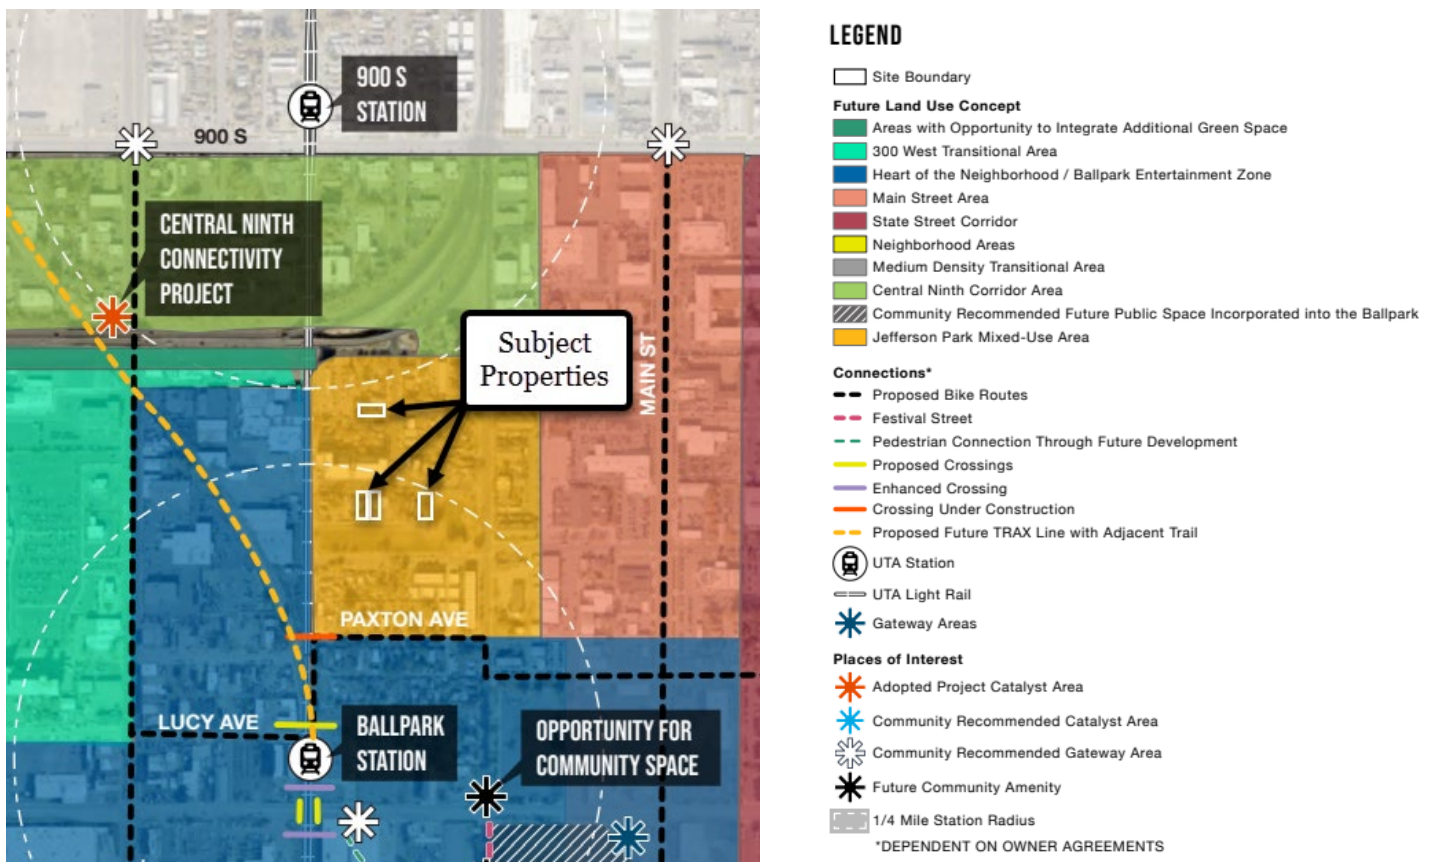 900 S
STATION
900 S
CENTRAL NINTH
CONNECTIVITY
PROJECT
Subject
Properties
MAIN ST
PAXTON AVE
LUCY AVE
BALLPARK
STATION
OPPORTUNITY FOR
COMMUNITY SPACE
LEGEND
Site Boundary
Future Land Use Concept
Areas with Opportunity to Integrate Additional Green Space
300 West Transitional Area
Heart of the Neighborhood / Ballpark Entertainment Zone
Main Street Area
State Street Corridor
Neighborhood Areas
Medium Density Transitional Area
Central Ninth Corridor Area
Community Recommended Future Public Space Incorporated into the Ballpark
Jefferson Park Mixed-Use Area
Connections*
Proposed Bike Routes
Festival Street
Pedestrian Connection Through Future Development
Proposed Crossings
Enhanced Crossing
Crossing Under Construction
Proposed Future TRAX Line with Adjacent Trail
UTA Station
UTA Light Rail
Gateway Areas
Places of Interest
Adopted Project Catalyst Area
Community Recommended Catalyst Area
Community Recommended Gateway Area
Future Community Amenity
1/4 Mile Station Radius
*DEPENDENT ON OWNER AGREEMENTS